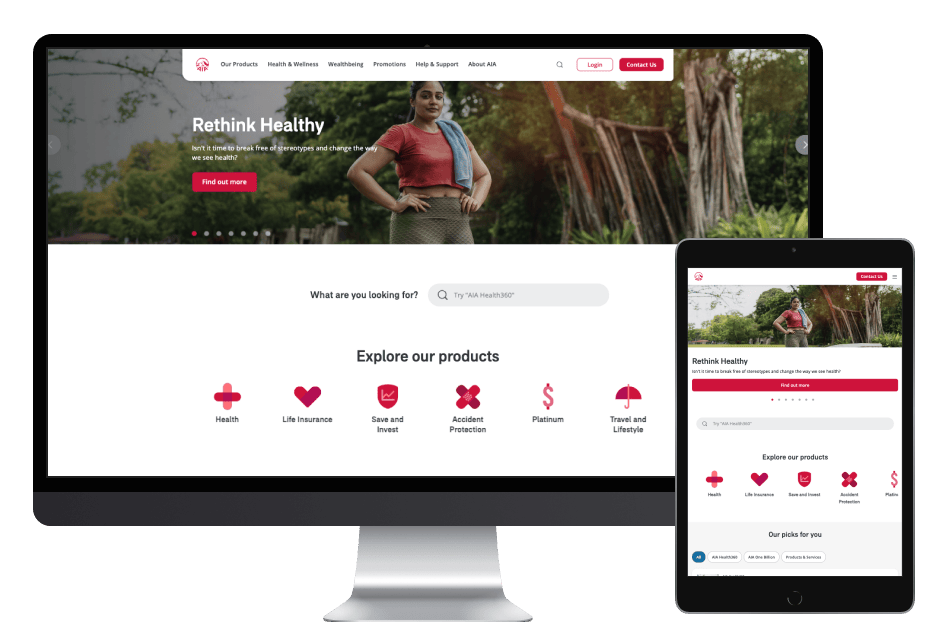 AIA
Our Products Health & Wellness Wealthbeing Promotions Help & Support About AIA Login Contact Us
Rethink Healthy
Isn't it time to break free of stereotypes and change the way
we see health?
Find out more
What are you looking for? Try "AIA Health360"
Explore our products
Health Life Insurance Save and Accident Platinum Travel and
Invest Protection Lifestyle
Contact Us
Rethink Healthy
Isn't it time to break free of stereotypes and change the way we see health?
Find out more
Try "AIA Health360"
Explore our products
Health Life Insurance Save and Invest Accident Platinu
Protection
Our picks for you
All AIA Health360 AIA One Billion Products & Services